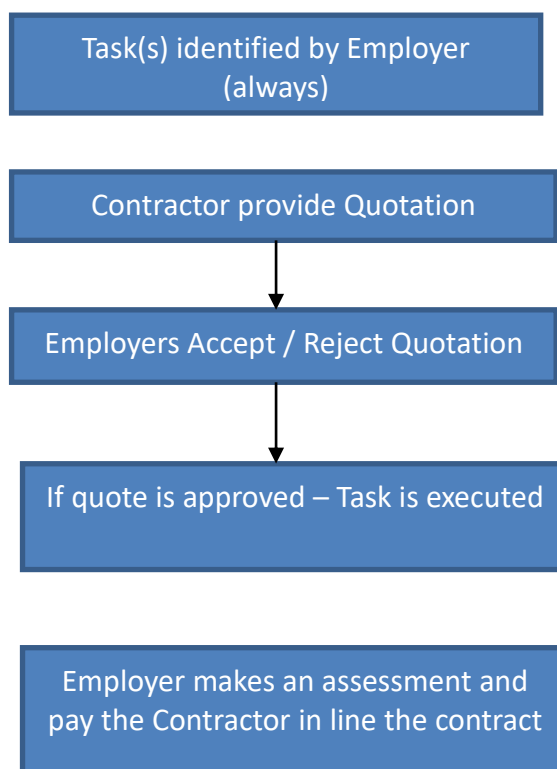 Task(s) identified by Employer
(always)
Contractor provide Quotation
Employers Accept / Reject Quotation
If quote is approved – Task is executed
Employer makes an assessment and
pay the Contractor in line the contract